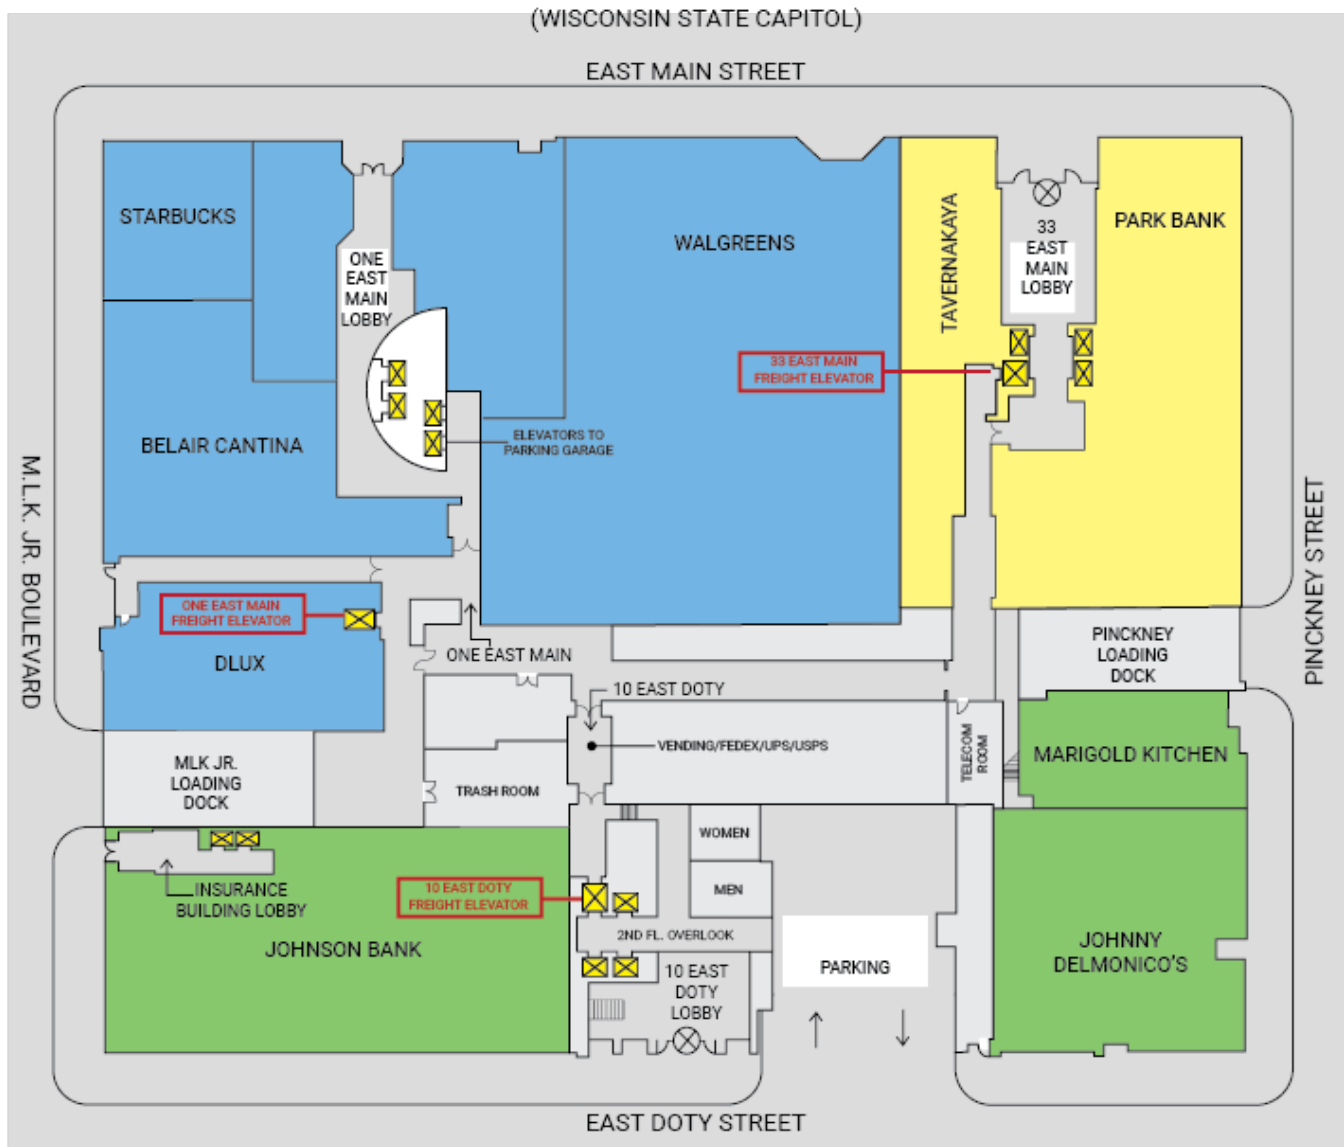 (WISCONSIN STATE CAPITOL)
EAST MAIN STREET
STARBUCKS
ONE
EAST
MAIN
LOBBY
WALGREENS
TAVERNAKAYA
33
EAST
MAIN
LOBBY
PARK BANK
33 EAST MAIN
FREIGHT ELEVATOR
BELAIR CANTINA
ELEVATORS TO
PARKING GARAGE
M.L.K. JR. BOULEVARD
PINCKNEY STREET
ONE EAST MAIN
FREIGHT ELEVATOR
DLUX
ONE EAST MAIN
PINCKNEY
LOADING
DOCK
10 EAST DOTY
VENDING/FEDEX/UPS/USPS
TELECOM
ROOM
MARIGOLD KITCHEN
MLK JR.
LOADING
DOCK
TRASH ROOM
WOMEN
MEN
INSURANCE
BUILDING LOBBY
10 EAST DOTY
FREIGHT ELEVATOR
JOHNSON BANK
2ND FL. OVERLOOK
10 EAST
DOTY
LOBBY
PARKING
JOHNNY
DELMONICO'S
EAST DOTY STREET